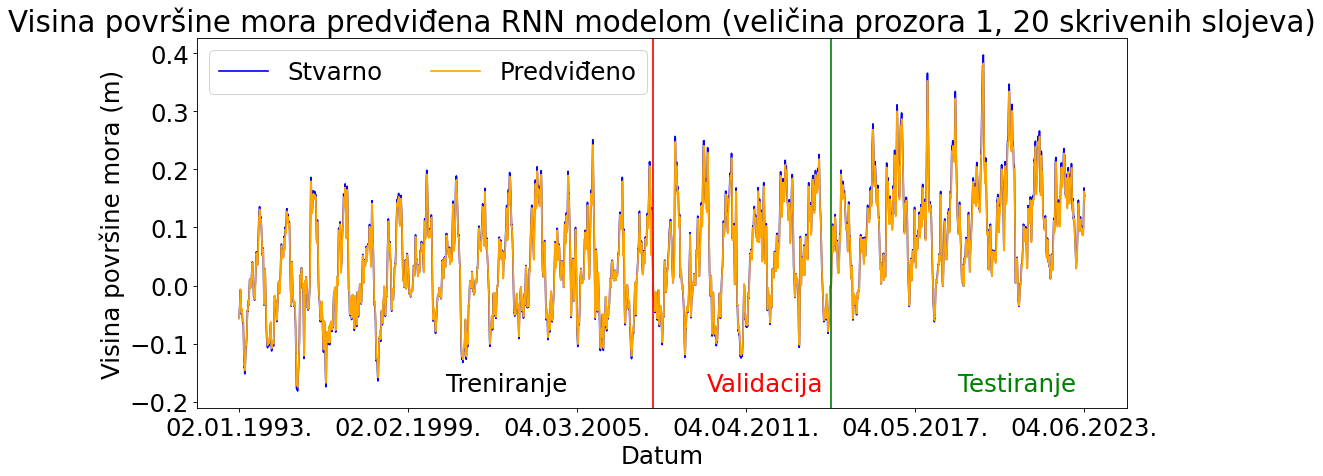 Visina površine mora predviđena RNN modelom (veličina prozora 1, 20 skrivenih slojeva)
Stvarno Predviđeno
Visina površine mora (m)
0.4
0.3
0.2
0.1
0.0
−0.1
−0.2
Treniranje Validacija Testiranje
02.01.1993. 02.02.1999. 04.03.2005. 04.04.2011. 04.05.2017. 04.06.2023.
Datum